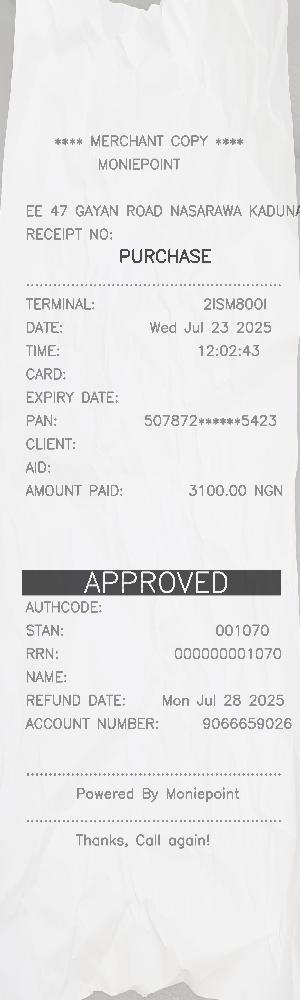 **** MERCHANT COPY ****
MONIEPOINT
EE 47 GAYAN ROAD NASARAWA KADUNA
RECEIPT NO:
PURCHASE
TERMINAL: 2ISM800I
DATE: Wed Jul 23 2025
TIME: 12:02:43
CARD:
EXPIRY DATE:
PAN: 507872******5423
CLIENT:
AID:
AMOUNT PAID: 3100.00 NGN
APPROVED
AUTHCODE:
STAN: 001070
RRN: 000000001070
NAME:
REFUND DATE: Mon Jul 28 2025
ACCOUNT NUMBER: 9066659026
Powered By Moniepoint
Thanks, Call again!